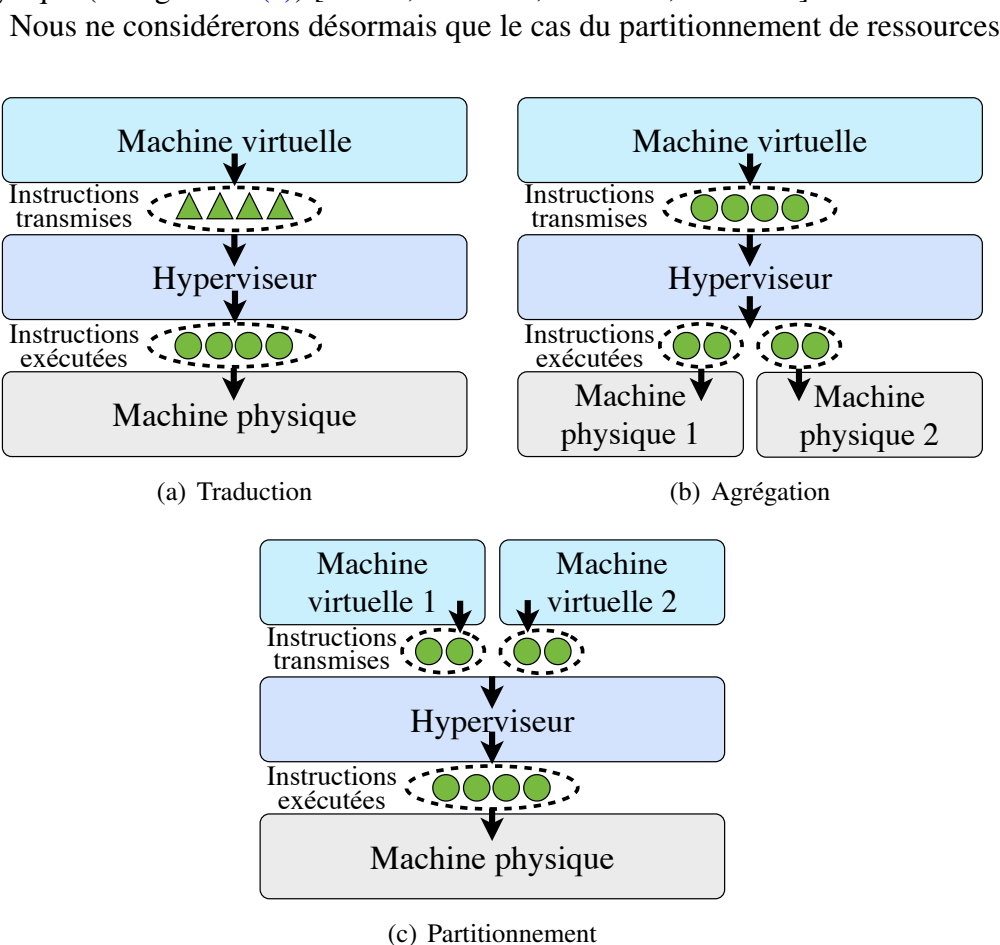 Nous ne considérerons désormais que le cas du partitionnement de ressources
Machine virtuelle
Instructions
transmises
Hyperviseur
Instructions
exécutées
Machine physique
(a) Traduction
Machine virtuelle
Instructions
transmises
Hyperviseur
Instructions
exécutées
Machine
physique 1
Machine
physique 2
(b) Agrégation
Machine
virtuelle 1
Machine
virtuelle 2
Instructions
transmises
Hyperviseur
Instructions
exécutées
Machine physique
(c) Partitionnement